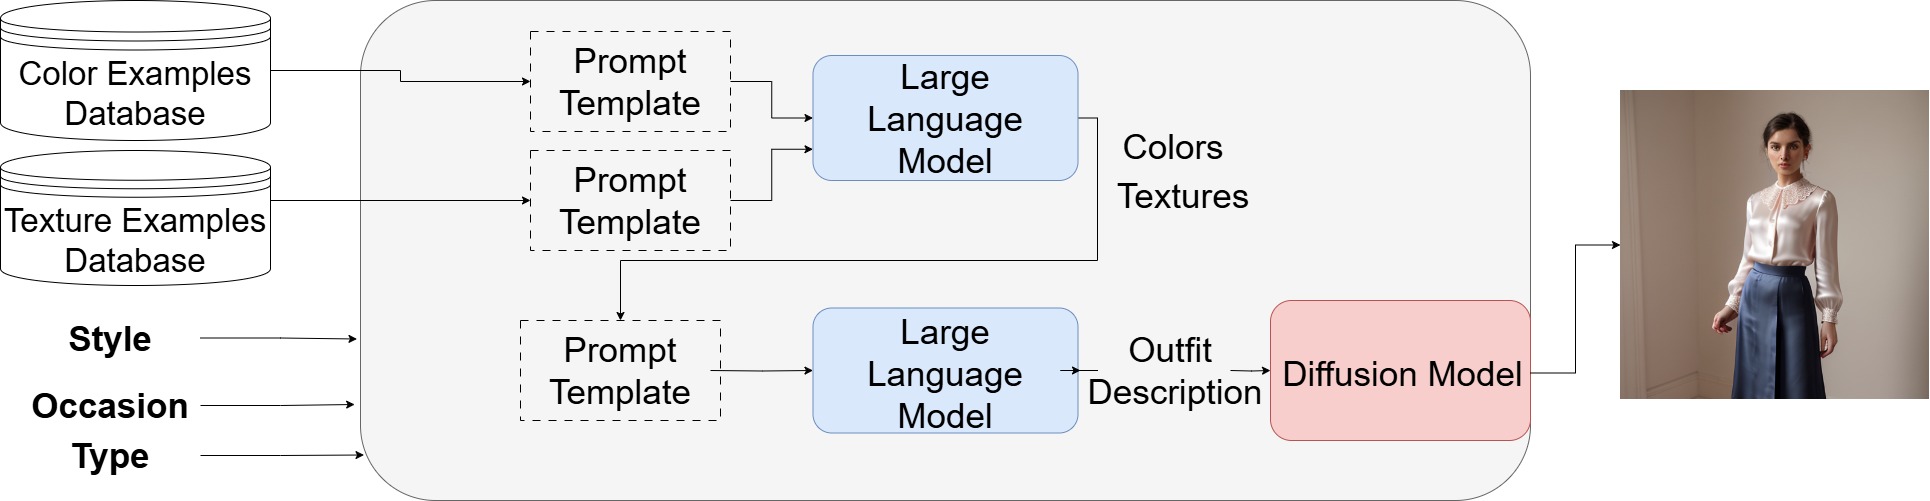 Color Examples
Database
Prompt
Template
Large
Language
Model
Colors
Textures
Texture Examples
Database
Prompt
Template
Style
Occasion
Type
Prompt
Template
Large
Language
Model
Outfit
Description
Diffusion Model